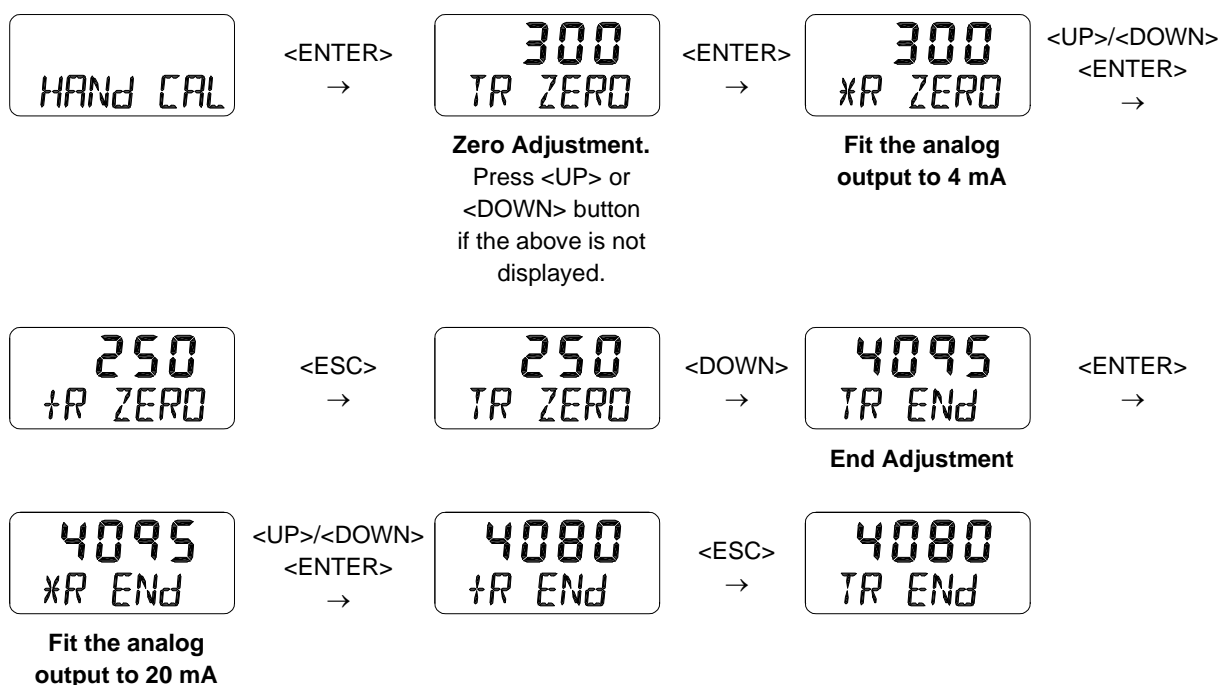 HANd CAL
<ENTER>
→
300
TR ZERO
<ENTER>
→
300
*R ZERO
<UP>/<DOWN>
<ENTER>
→
Zero Adjustment.
Press <UP> or
<DOWN> button
if the above is not
displayed.
Fit the analog
output to 4 mA
250
+R ZERO
<ESC>
→
250
TR ZERO
<DOWN>
→
4095
TR ENd
<ENTER>
→
End Adjustment
4095
*R ENd
<UP>/<DOWN>
<ENTER>
→
4080
+R ENd
<ESC>
→
4080
TR ENd
Fit the analog
output to 20 mA